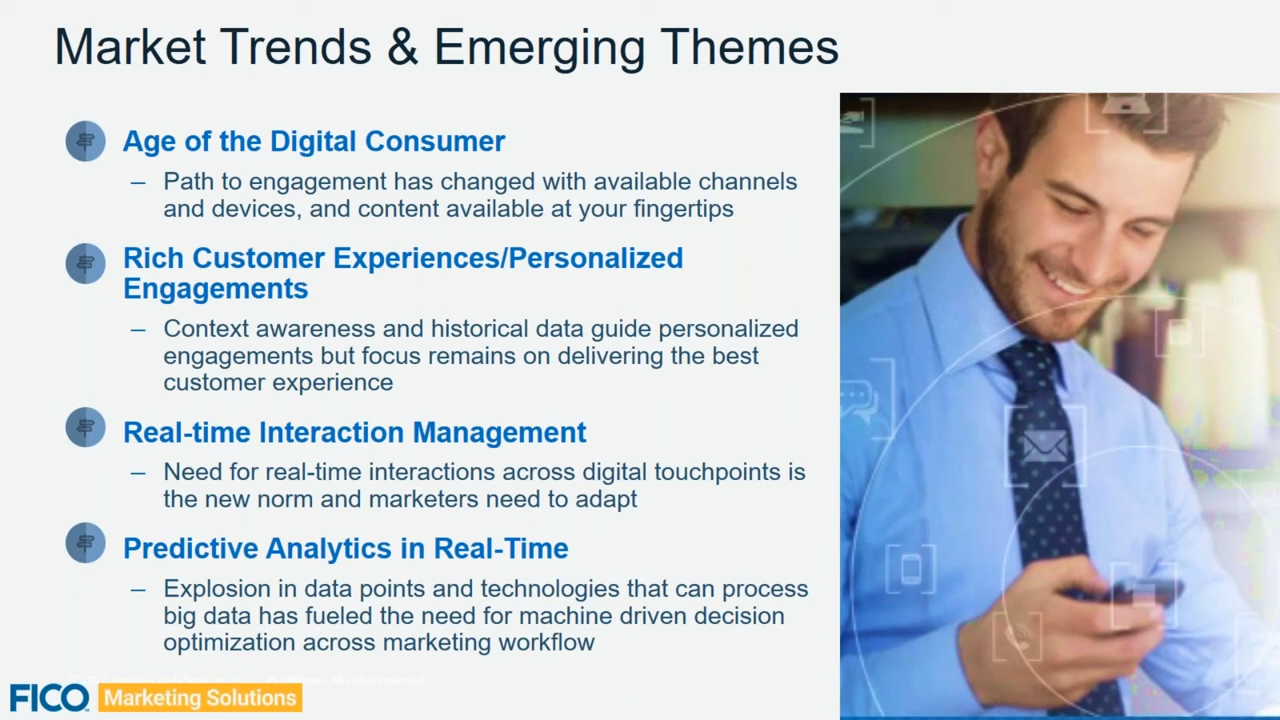 Market Trends & Emerging Themes
Age of the Digital Consumer
– Path to engagement has changed with available channels
and devices, and content available at your fingertips
Rich Customer Experiences/Personalized
Engagements
– Context awareness and historical data guide personalized
engagements but focus remains on delivering the best
customer experience
Real-time Interaction Management
– Need for real-time interactions across digital touchpoints is
the new norm and marketers need to adapt
Predictive Analytics in Real-Time
– Explosion in data points and technologies that can process
big data has fueled the need for machine driven decision
optimization across marketing workflow
All rights reserved.
FICO Marketing Solutions